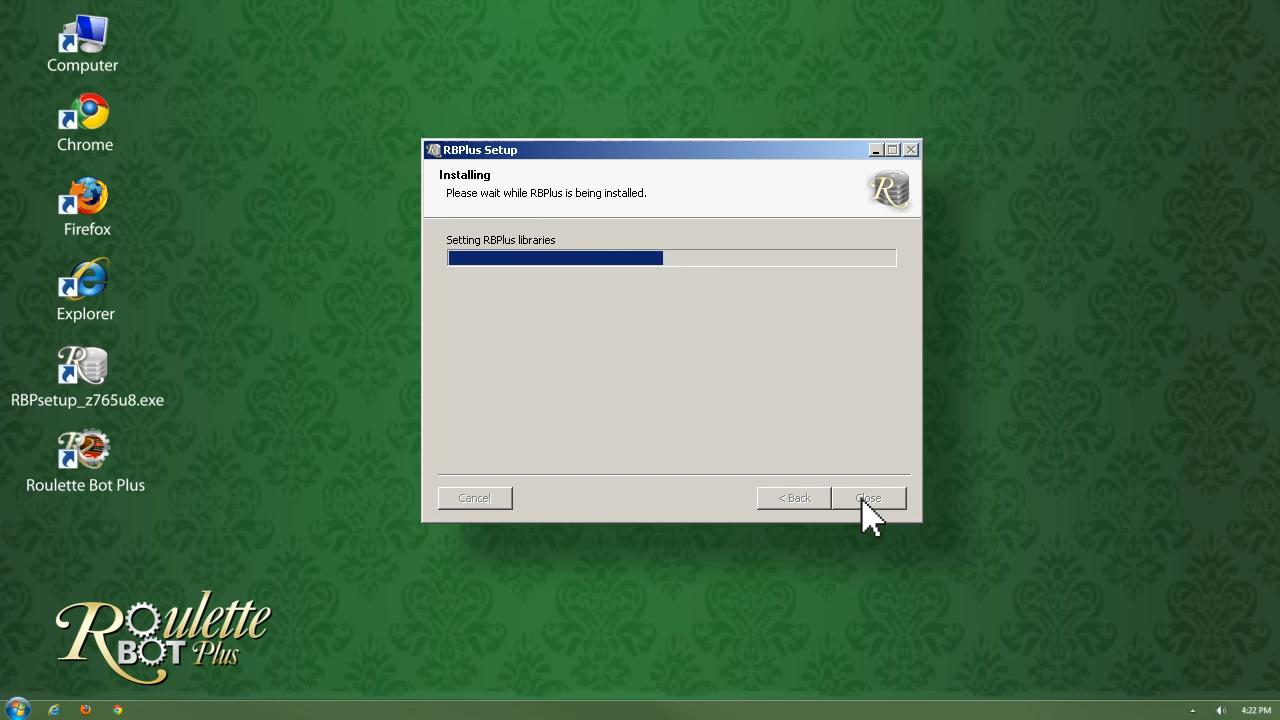 Computer
Chrome
Firefox
Explorer
RBPsetup_z765u8.exe
Roulette Bot Plus
RBPlus Setup
Installing
Please wait while RBPlus is being installed.
R
Setting RBPlus libraries
Cancel
< Back
Close
Roulette
BOT Plus
4:22 PM